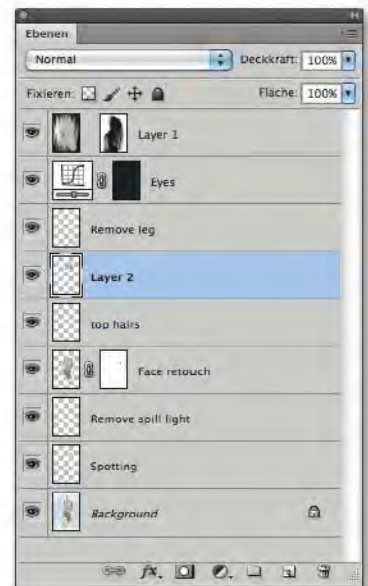 Ebenen
Normal Deckkraft: 100%
Fixieren: Fläche: 100%
Layer 1
Eyes
Remove leg
Layer 2
top hairs
Face retouch
Remove spill light
Spotting
Background
fx.